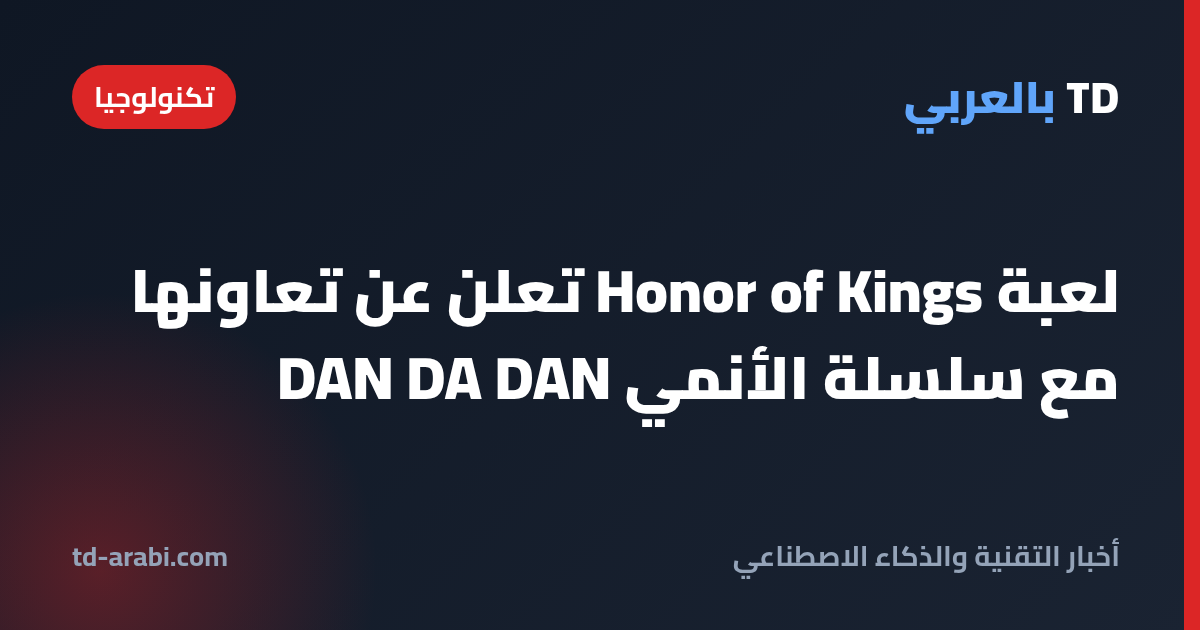 TD بالعربي
تكنولوجيا
لعبة Honor of Kings تعلن عن تعاونها
مع سلسلة الأنمي DAN DA DAN
أخبار التقنية والذكاء الاصطناعي
td-arabi.com